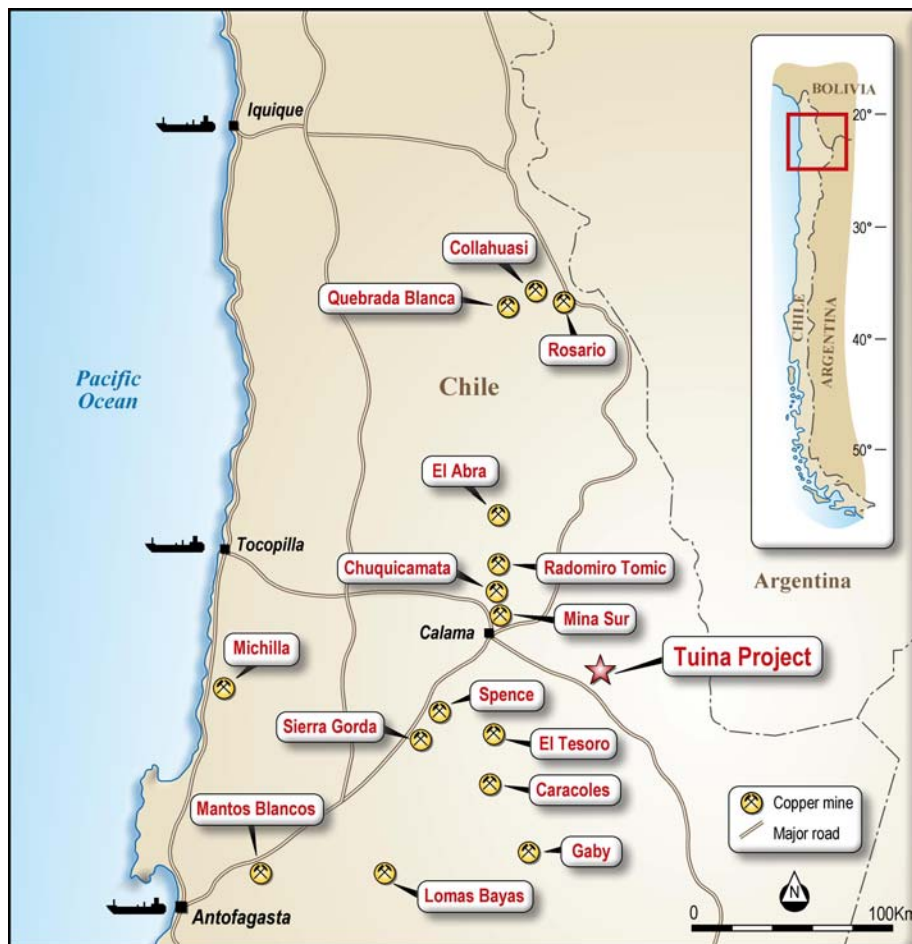 Iquique
BOLIVIA
20°
30°
CHILE
ARGENTINA
40°
50°
Collahuasi
Quebrada Blanca
Rosario
Pacific
Ocean
Chile
El Abra
Tocopilla
Chuquicamata
Radomiro Tomic
Argentina
Mina Sur
Calama
Michilla
Tuina Project
Spence
Sierra Gorda
El Tesoro
Mantos Blancos
Caracoles
Copper mine
Major road
Gaby
Lomas Bayas
N
Antofagasta
0
100Km